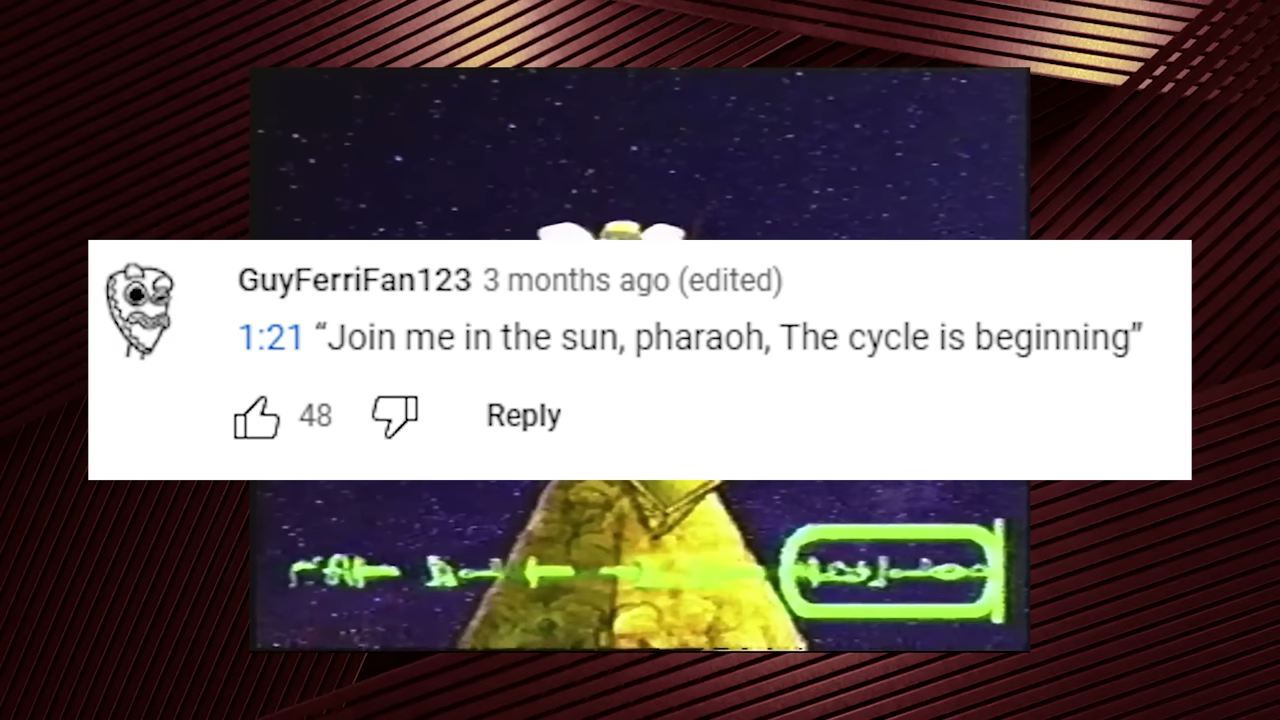 GuyFerriFan123 3 months ago (edited)
1:21 “Join me in the sun, pharaoh, The cycle is beginning”
48 Reply